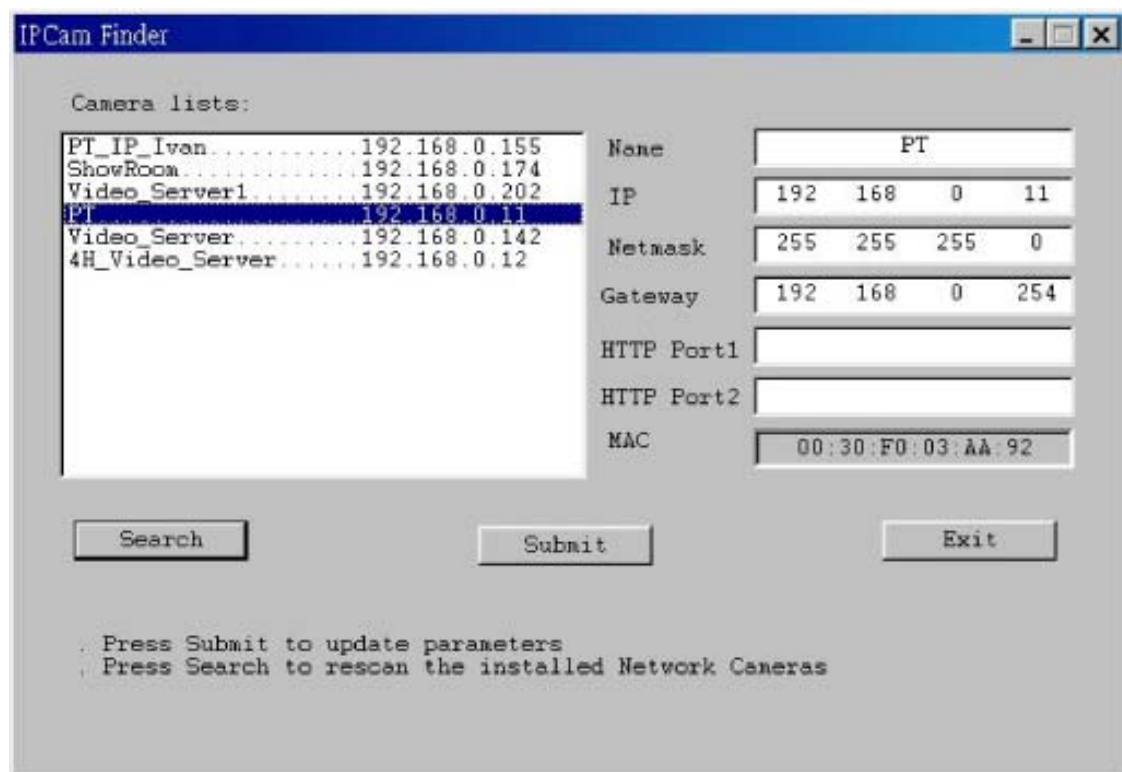 IPCam Finder
Camera lists:
PT_IP_Ivan...........192.168.0.155
ShowRoom.............192.168.0.174
Video_Server1........192.168.0.202
PT...................192.168.0.11
Video_Server.........192.168.0.142
4H_Video_Server......192.168.0.12
Name PT
IP 192 168 0 11
Netmask 255 255 255 0
Gateway 192 168 0 254
HTTP Port1
HTTP Port2
MAC 00:30:F0:03:AA:92
Search Submit Exit
. Press Submit to update parameters
. Press Search to rescan the installed Network Cameras